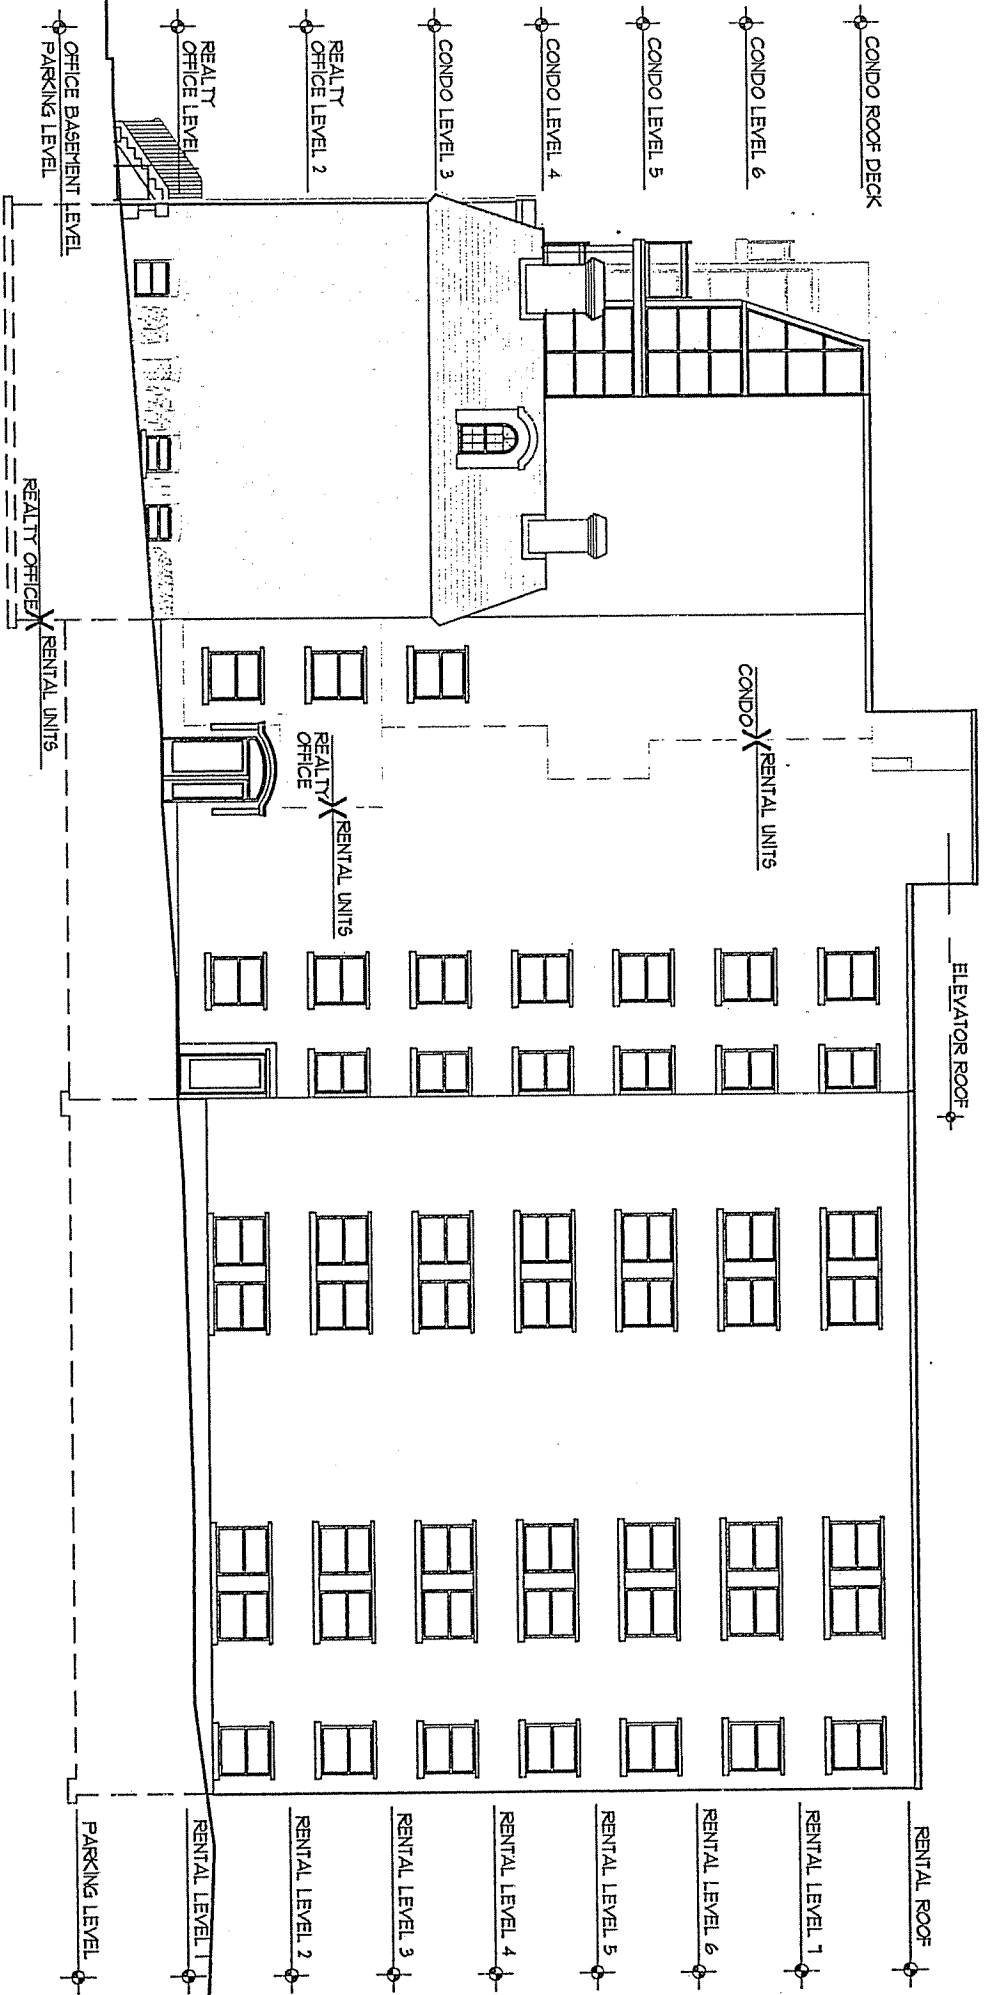 CONDO ROOF DECK
CONDO LEVEL 6
CONDO LEVEL 5
CONDO LEVEL 4
CONDO LEVEL 3
REALTY
OFFICE LEVEL 2
REALTY
OFFICE LEVEL
OFFICE BASEMENT LEVEL
PARKING LEVEL
ELEVATOR ROOF
CONDO
RENTAL UNITS
REALTY
OFFICE
RENTAL UNITS
REALTY OFFICE
RENTAL UNITS
RENTAL ROOF
RENTAL LEVEL 7
RENTAL LEVEL 6
RENTAL LEVEL 5
RENTAL LEVEL 4
RENTAL LEVEL 3
RENTAL LEVEL 2
RENTAL LEVEL 1
PARKING LEVEL